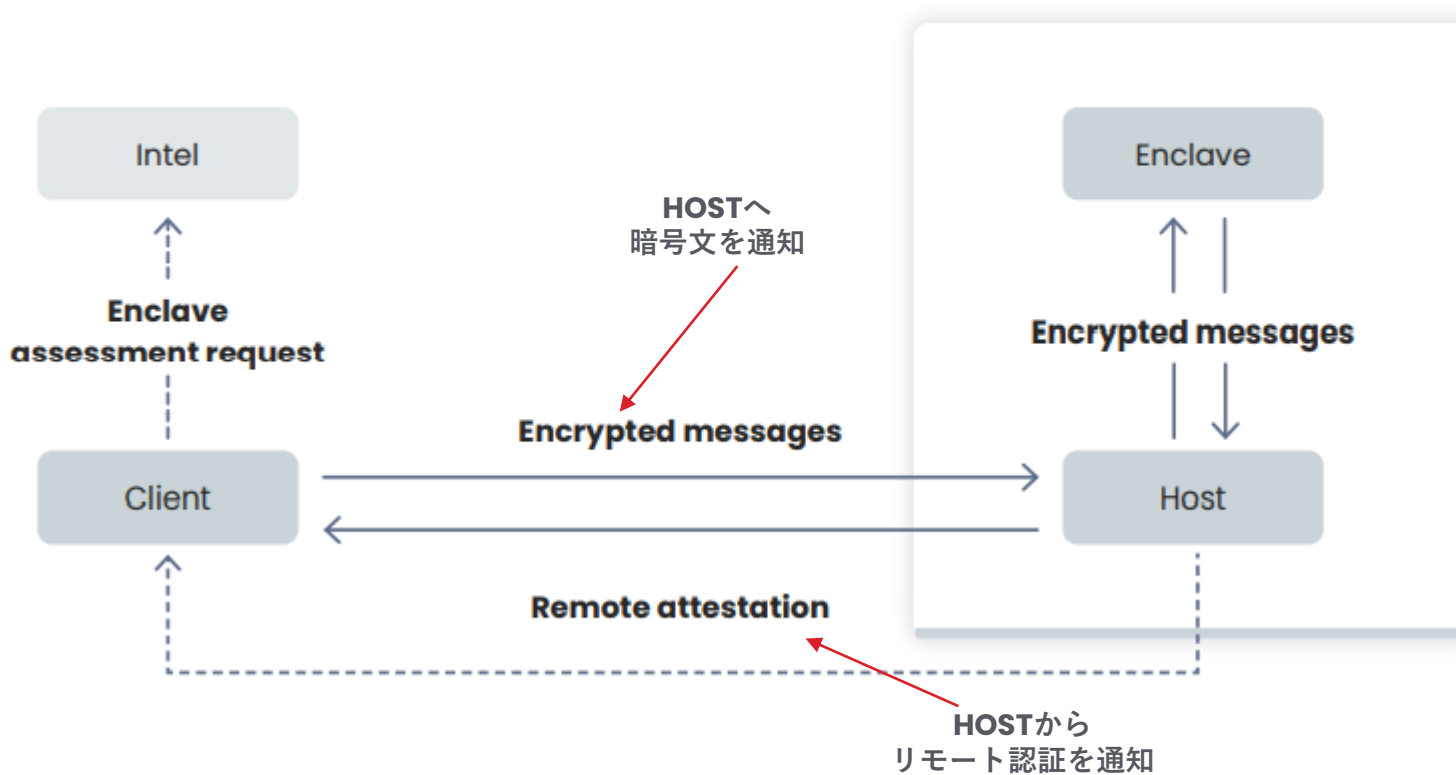 Intel
Enclave
HOSTへ
暗号文を通知
Enclave
assessment request
Encrypted messages
Encrypted messages
Client
Host
Remote attestation
HOSTから
リモート認証を通知